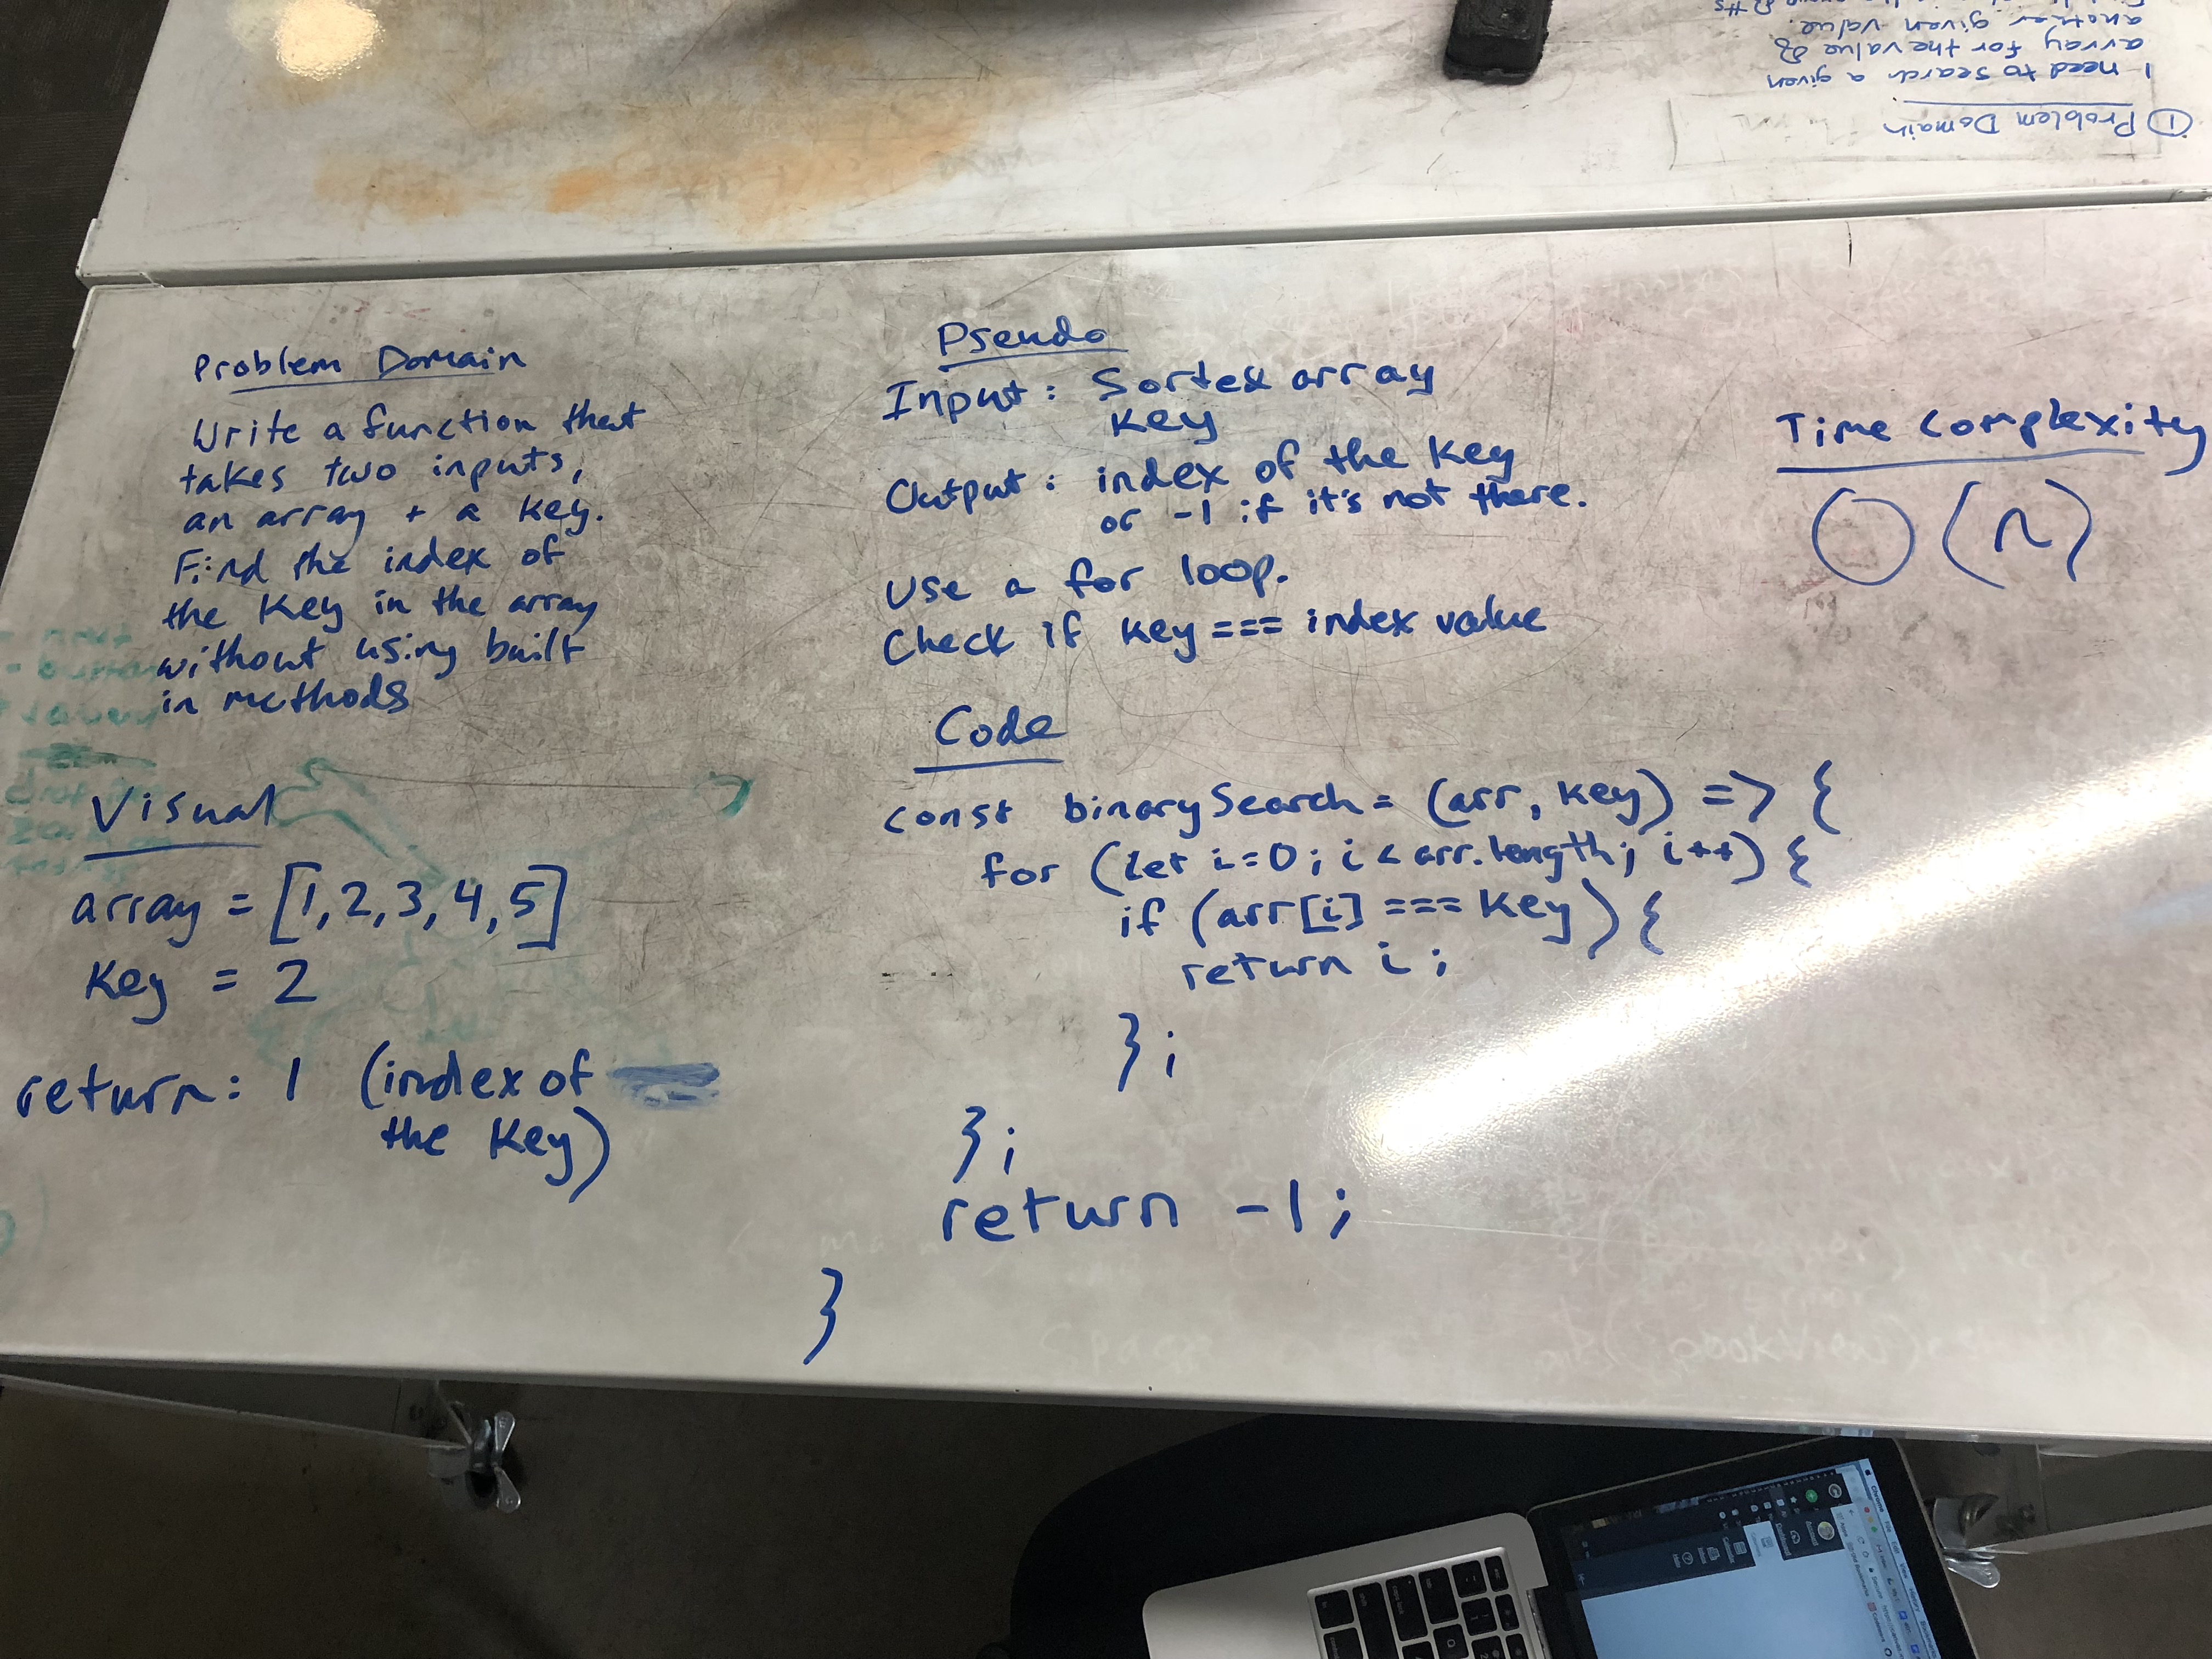 Problem Domain
Write a function that
takes two inputs,
an array + a key.
Find the index of
the key in the array
without using built
in methods
Visual
array = [1,2,3,4,5]
key = 2
return: 1 (index of
the key)
Pseudo
Input: Sorted array
key
Output: index of the key
or -1 if it's not there.
Use a for loop.
Check if key === index value
Code
const binarySearch = (arr, key) => {
for (let i=0; i < arr.length; i++) {
if (arr[i] === key) {
return i;
};
};
return -1;
}
Time Complexity
O(n)
① Problem Domain
I need to search a given
array for the value of
another given value.